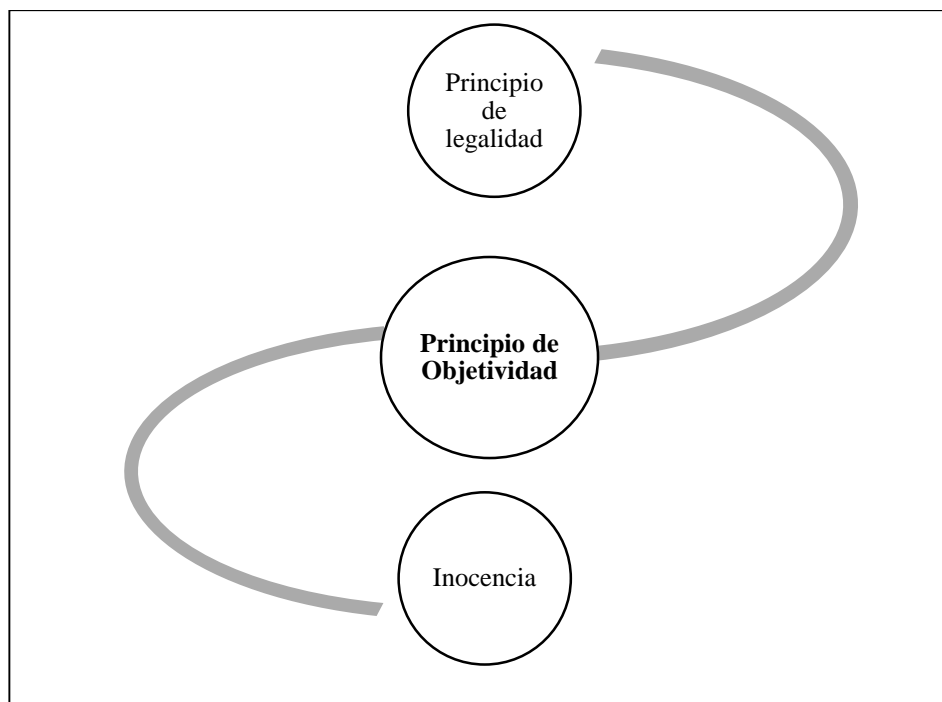 Principio
de
legalidad
Principio de
Objetividad
Inocencia